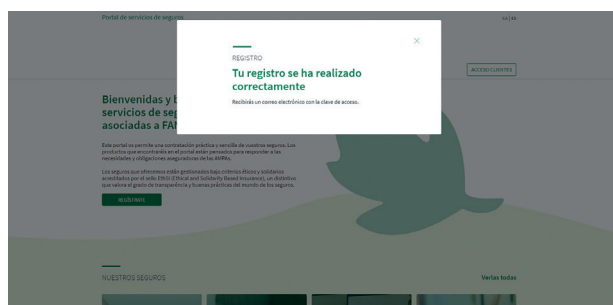 Portal de servicios de seguros
CA | ES
REGISTRO
Tu registro se ha realizado
correctamente
Recibirás un correo electrónico con la clave de acceso.
ACCESO CLIENTES
Bienvenidas y b
servicios de seg
asociadas a FA
Este portal os permite una contratación práctica y sencilla de vuestros seguros. Los
productos que encontraréis en el portal están pensados para responder a las
necesidades y obligaciones aseguradoras de las AMPAs.
Los seguros que ofrecemos están gestionados bajo criterios éticos y solidarios
acreditados por el sello EthSI (Ethical and Solidarity Based Insurance), un distintivo
que valora el grado de transparencia y buenas prácticas del mundo de los seguros.
REGÍSTRATE
NUESTROS SEGUROS
Verlas todas